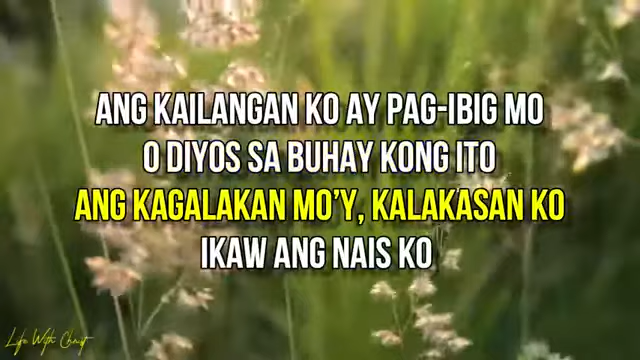 ANG KAILANGAN KO AY PAG-IBIG MO
O DIYOS SA BUHAY KONG ITO
ANG KAGALAKAN MO'Y, KALAKASAN KO
IKAW ANG NAIS KO
Life With Christ